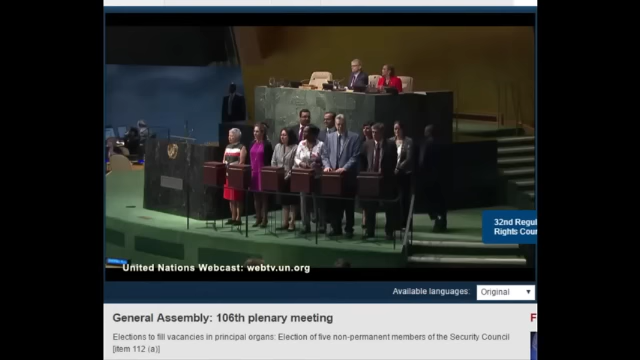 32nd Regul
Rights Cour
United Nations Webcast: webtv.un.org
Available languages: Original
General Assembly: 106th plenary meeting
F
Elections to fill vacancies in principal organs: Election of five non-permanent members of the Security Council
[item 112 (a)]